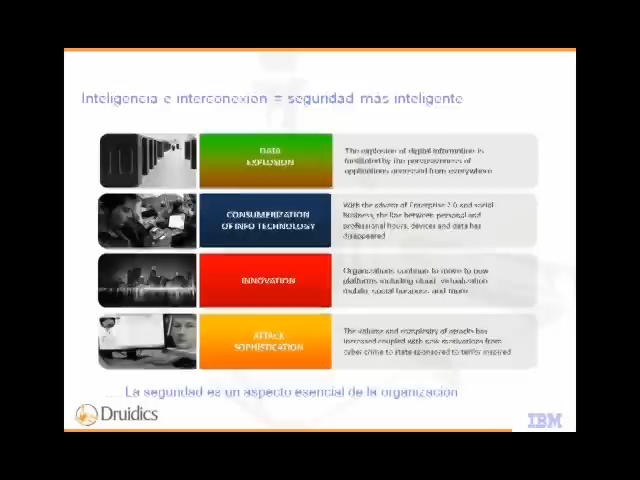 Inteligencia e interconexión = seguridad más inteligente
DATA
EXPLOSION
The explosion of digital information is
facilitated by the pervasiveness of
applications accessed from everywhere
CONSUMERIZATION
OF INFO TECHNOLOGY
With the advent of Enterprise 2.0 and social
business, the line between personal and
professional hours, devices and data has
disappeared
INNOVATION
Organizations continue to move to new
platforms including cloud, virtualization
mobile, social business, and more
ATTACK
SOPHISTICATION
The volume and complexity of attacks has
increased coupled with new motivations from
cyber crime to state sponsored to terror inspired
La seguridad es un aspecto esencial de la organización
Druidics
IBM